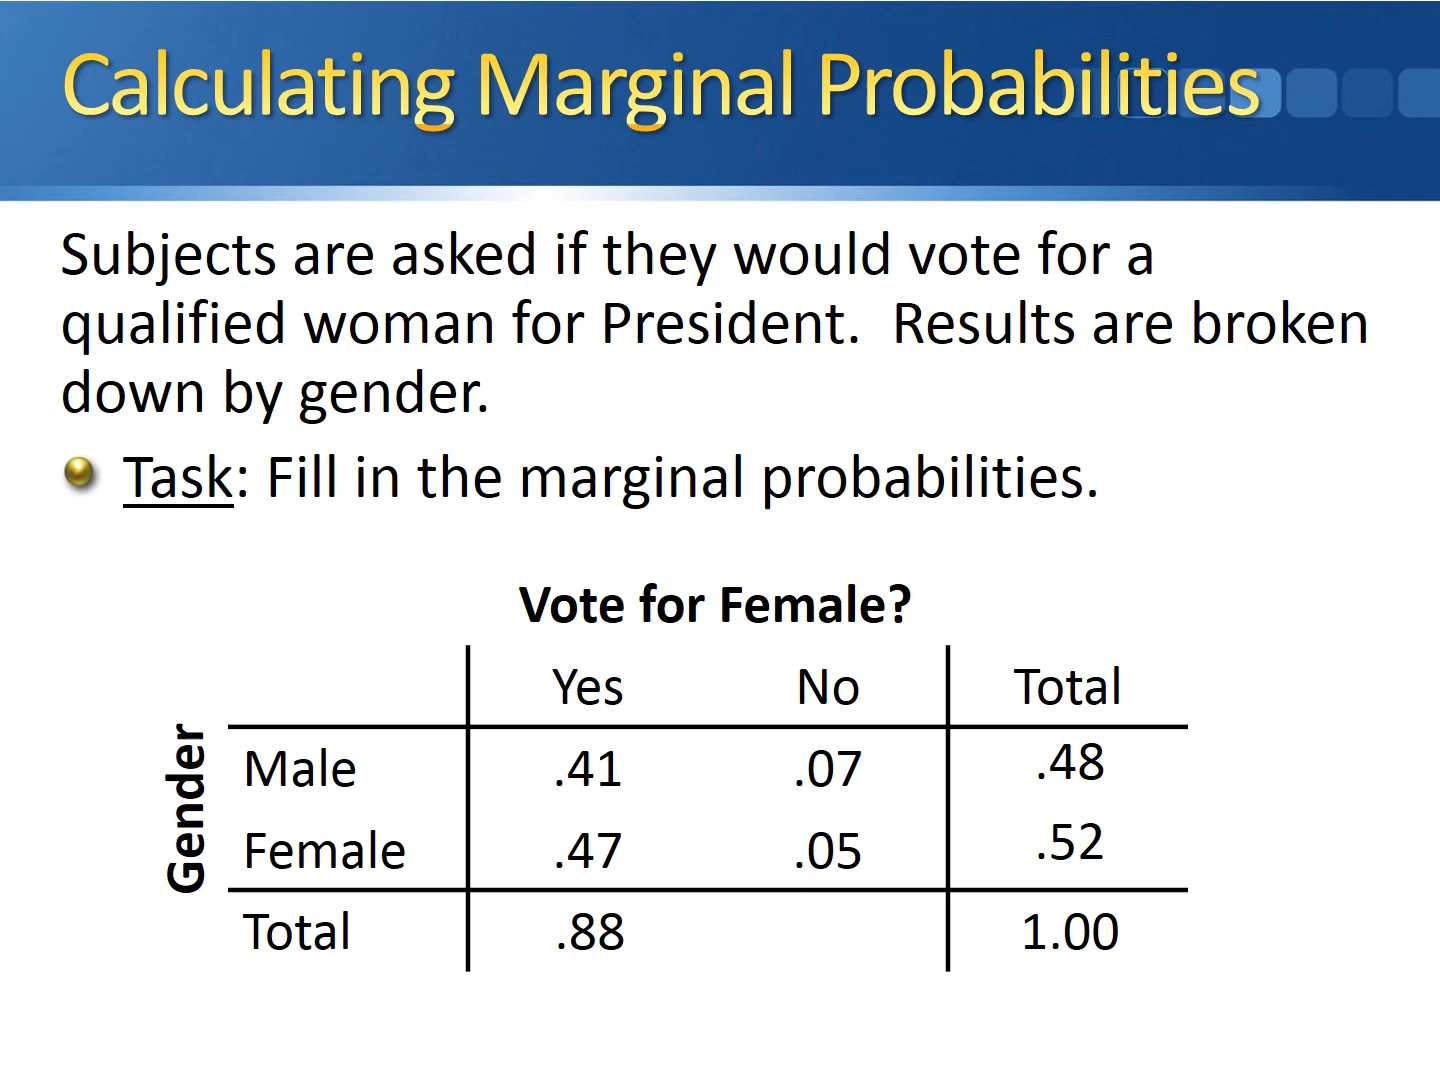 Calculating Marginal Probabilities
Subjects are asked if they would vote for a
qualified woman for President.  Results are broken
down by gender.
Task: Fill in the marginal probabilities.
Vote for Female?
Yes No Total
Gender
Male .41 .07 .48
Female .47 .05 .52
Total .88 1.00